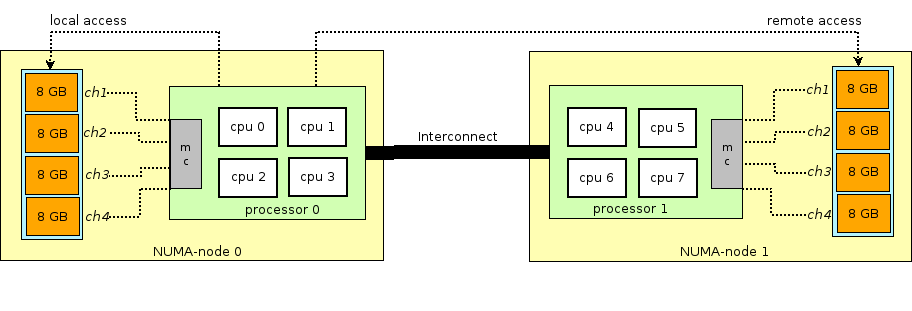 local access
remote access
8 GB
ch1
8 GB
ch2
8 GB
ch3
8 GB
ch4
m
c
cpu 0
cpu 1
cpu 2
cpu 3
processor 0
NUMA-node 0
Interconnect
cpu 4
cpu 5
cpu 6
cpu 7
processor 1
m
c
ch1
8 GB
ch2
8 GB
ch3
8 GB
ch4
8 GB
NUMA-node 1